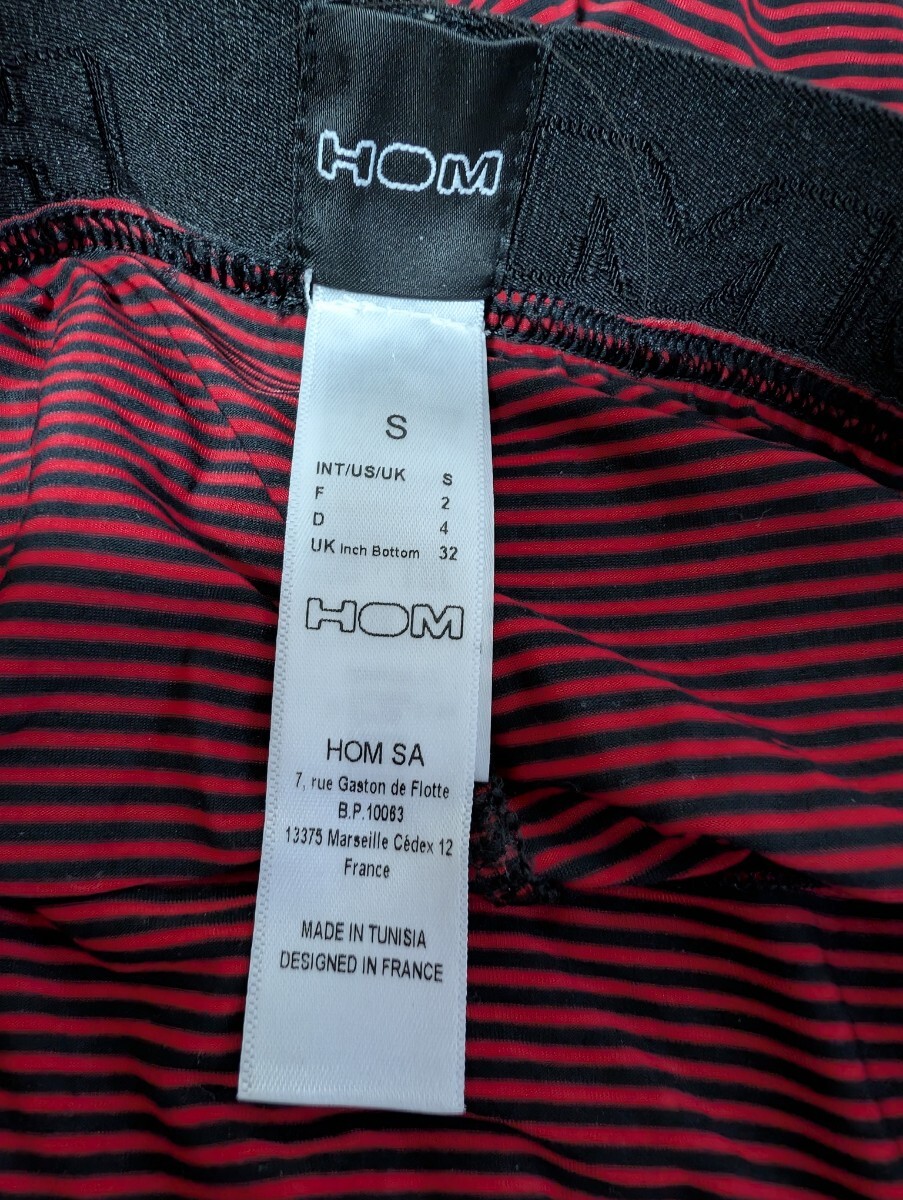 HOM
S
INT/US/UK S
F 2
D 4
UK Inch Bottom 32
HOM
HOM SA
7, rue Gaston de Flotte
B.P.10063
13375 Marseille Cédex 12
France
MADE IN TUNISIA
DESIGNED IN FRANCE